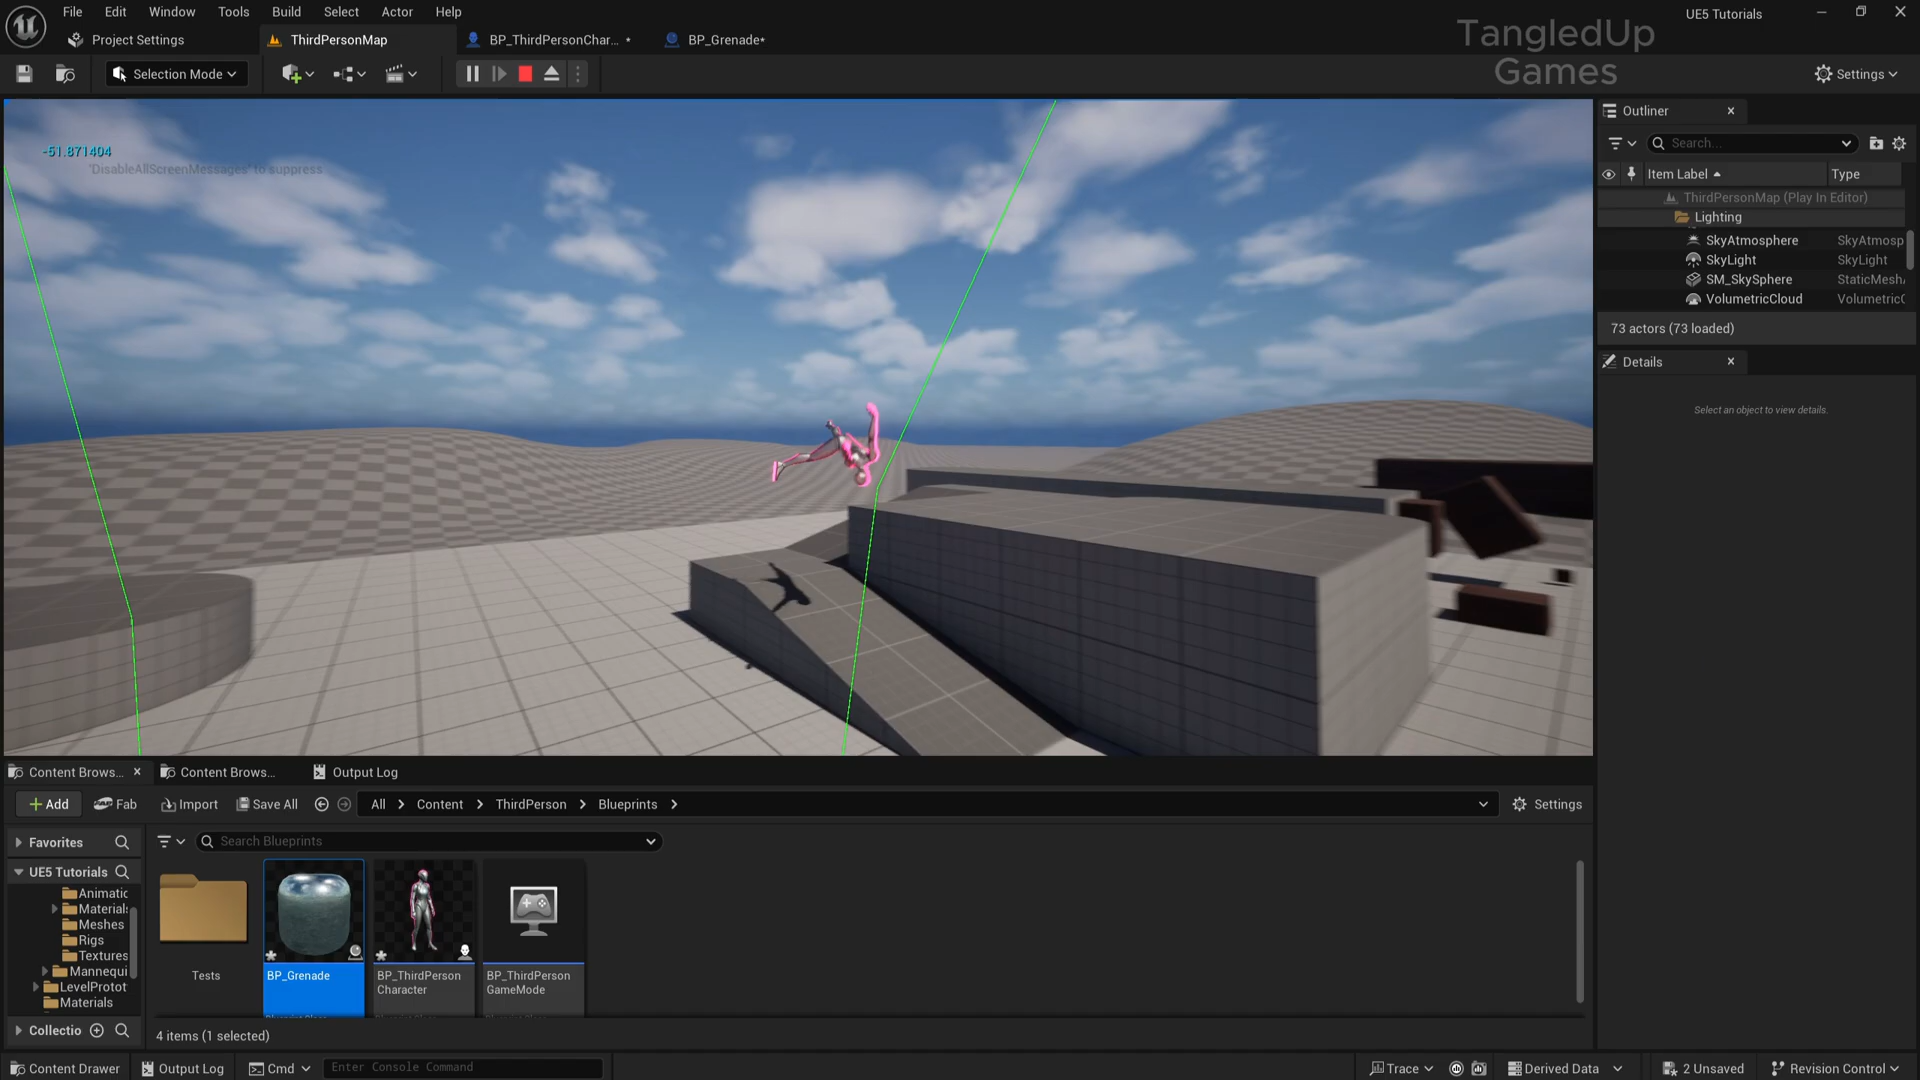 File Edit Window Tools Build Select Actor Help
UE5 Tutorials
Project Settings
ThirdPersonMap
BP_ThirdPersonChar... •
BP_Grenade•
TangledUp
Games
Selection Mode
Settings
-51.871404
'DisableAllScreenMessages' to suppress
Outliner
Search...
Item Label
Type
ThirdPersonMap (Play In Editor)
Lighting
SkyAtmosphere SkyAtmosp
SkyLight SkyLight
SM_SkySphere StaticMesh
VolumetricCloud VolumetricC
73 actors (73 loaded)
Details
Select an object to view details.
Content Brows...
Content Brows...
Output Log
Add
Fab
Import
Save All
All > Content > ThirdPerson > Blueprints >
Settings
Favorites
Search Blueprints
UE5 Tutorials
Animatic
Materials
Meshes
Rigs
Textures
Mannequi
LevelProtot
Materials
Collectio
Tests
BP_Grenade
BP_ThirdPerson
Character
BP_ThirdPerson
GameMode
4 items (1 selected)
Content Drawer
Output Log
Cmd
Enter Console Command
Trace
Derived Data
2 Unsaved
Revision Control